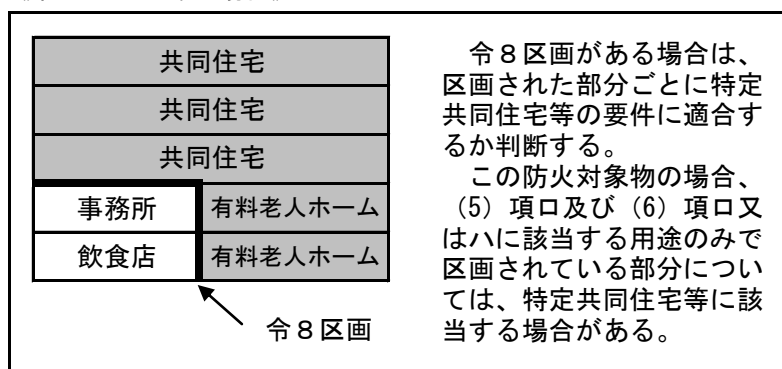 共同住宅
共同住宅
共同住宅
事務所 有料老人ホーム
飲食店 有料老人ホーム
令８区画
　令８区画がある場合は、
区画された部分ごとに特定
共同住宅等の要件に適合す
るか判断する。
　この防火対象物の場合、
（5）項ロ及び（6）項ロ又
はハに該当する用途のみで
区画されている部分につい
ては、特定共同住宅等に該
当する場合がある。